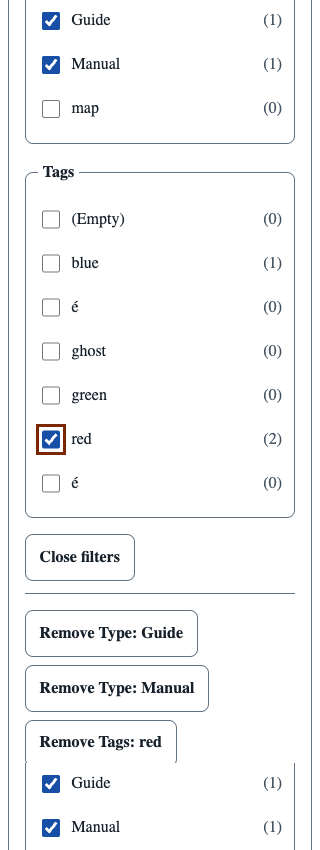 Guide (1)
Manual (1)
map (0)
Tags
(Empty) (0)
blue (1)
é (0)
ghost (0)
green (0)
red (2)
é (0)
Close filters
Remove Type: Guide
Remove Type: Manual
Remove Tags: red
Guide (1)
Manual (1)